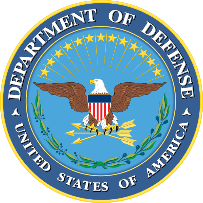 DEPARTMENT OF DEFENSE
UNITED STATES OF AMERICA